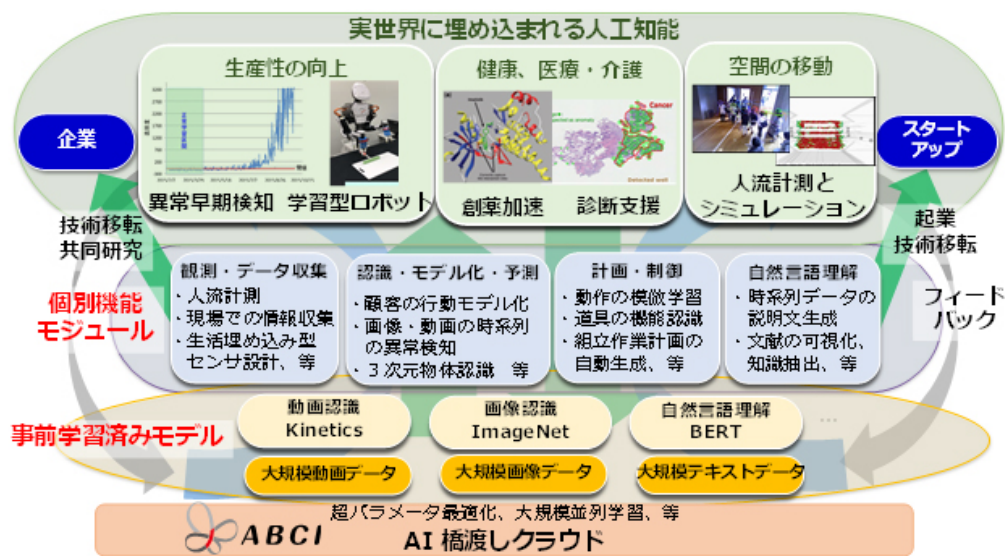 実世界に埋め込まれる人工知能
生産性の向上
健康、医療・介護
空間の移動
企業
スタート
アップ
Cancer
異常早期検知 学習型ロボット
創薬加速
診断支援
人流計測と
シミュレーション
技術移転
共同研究
起業
技術移転
個別機能
モジュール
観測・データ収集
・人流計測
・現場での情報収集
・生活埋め込み型
センサ設計、等
認識・モデル化・予測
・顧客の行動モデル化
・画像・動画の時系列
の異常検知
・3次元物体認識 等
計画・制御
・動作の模倣学習
・道具の機能認識
・組立作業計画の
自動生成、等
自然言語理解
・時系列データの
説明文生成
・文献の可視化、
知識抽出、等
フィード
バック
事前学習済みモデル
動画認識
Kinetics
画像認識
ImageNet
自然言語理解
BERT
…
大規模動画データ
大規模画像データ
大規模テキストデータ
超パラメータ最適化、大規模並列学習、等
ABCI
AI 橋渡しクラウド